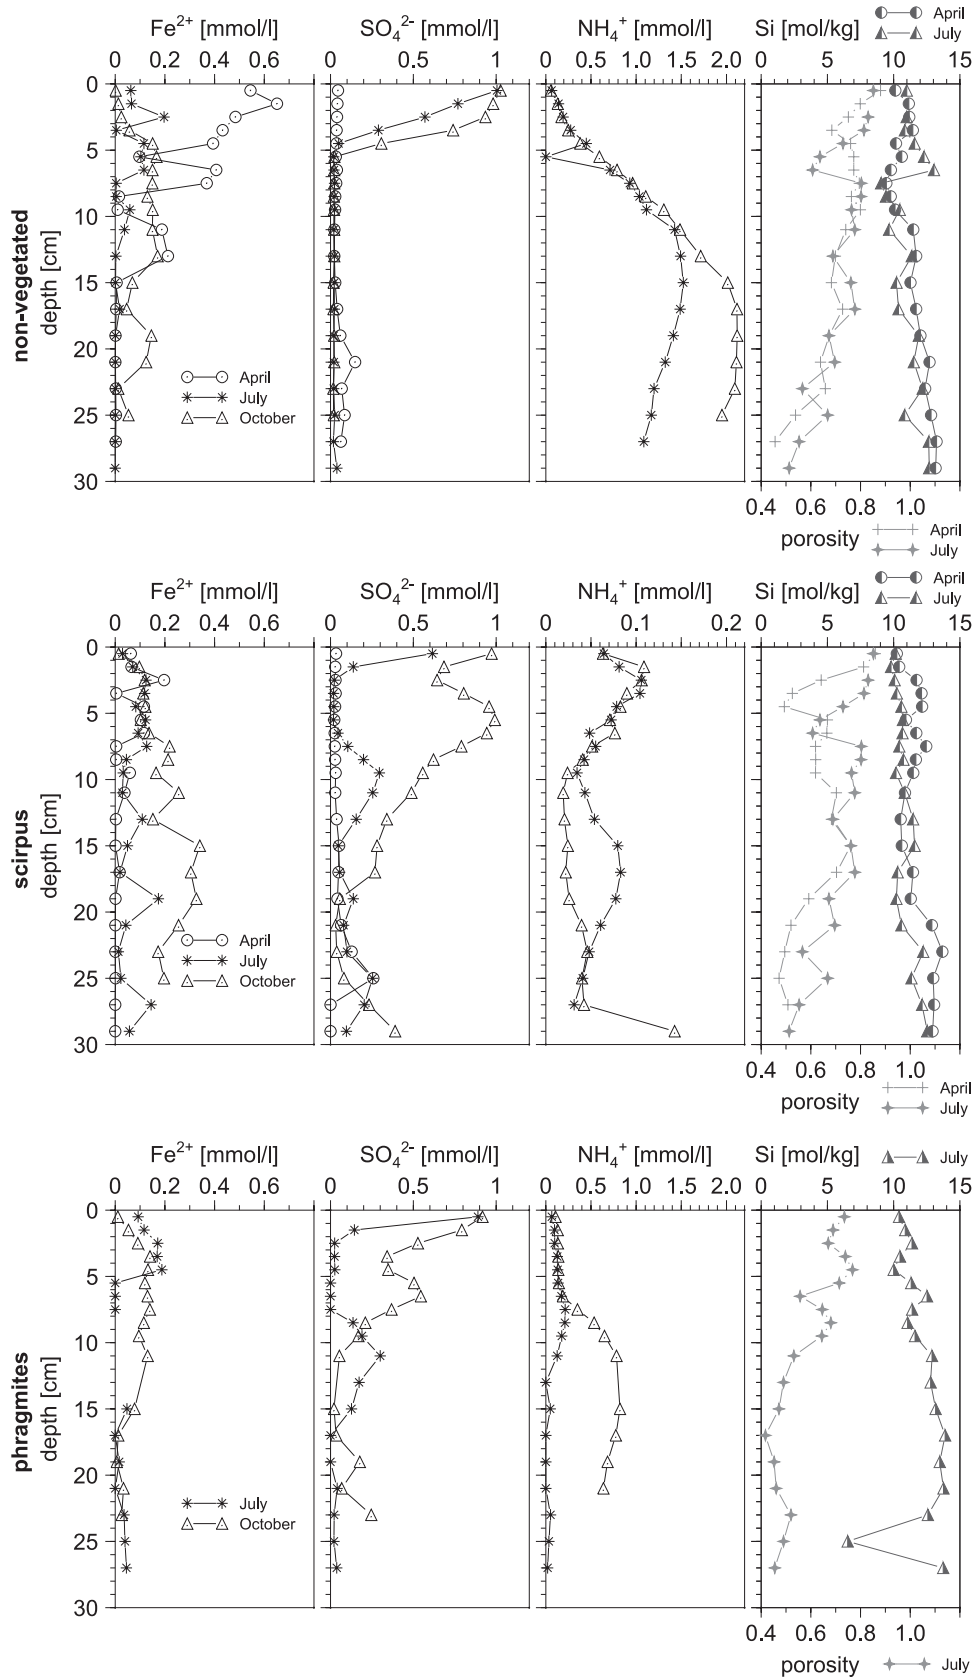 April
July
Fe2+ [mmol/l] SO42- [mmol/l] NH4+ [mmol/l] Si [mol/kg]
0 0.2 0.4 0.6 0 0.5 1 0 0.5 1.0 1.5 2.0 0 5 10 15
0
5
10
15
20
25
30
non-vegetated
depth [cm]
April
July
October
0.4 0.6 0.8 1.0
porosity
April
July
April
July
Fe2+ [mmol/l] SO42- [mmol/l] NH4+ [mmol/l] Si [mol/kg]
0 0.2 0.4 0.6 0 0.5 1 0 0.1 0.2 0 5 10 15
0
5
10
15
20
25
30
scirpus
depth [cm]
April
July
October
0.4 0.6 0.8 1.0
porosity
April
July
Fe2+ [mmol/l] SO42- [mmol/l] NH4+ [mmol/l] Si [mol/kg] July
0 0.2 0.4 0.6 0 0.5 1 0 0.5 1.0 1.5 2.0 0 5 10 15
0
5
10
15
20
25
30
phragmites
depth [cm]
July
October
0.4 0.6 0.8 1.0
porosity
July